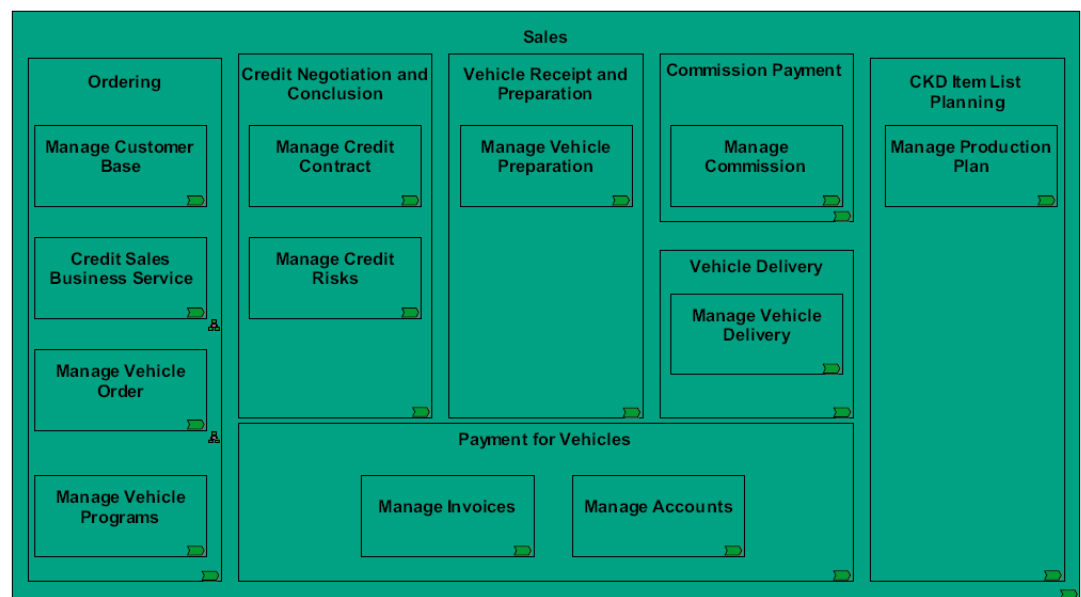 Sales
Ordering
Manage Customer
Base
Credit Sales
Business Service
Manage Vehicle
Order
Manage Vehicle
Programs
Credit Negotiation and
Conclusion
Manage Credit
Contract
Manage Credit
Risks
Vehicle Receipt and
Preparation
Manage Vehicle
Preparation
Commission Payment
Manage
Commission
Vehicle Delivery
Manage Vehicle
Delivery
Payment for Vehicles
Manage Invoices
Manage Accounts
CKD Item List
Planning
Manage Production
Plan